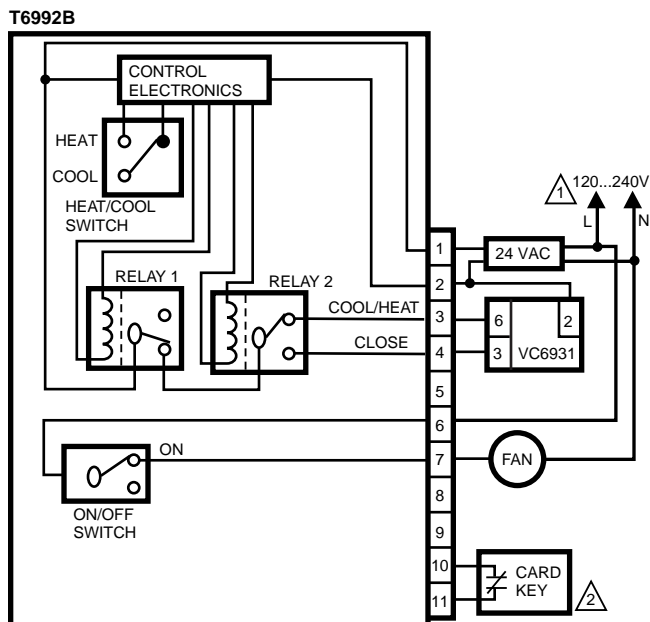 T6992B
CONTROL
ELECTRONICS
HEAT
COOL
HEAT/COOL
SWITCH
RELAY 1
RELAY 2
COOL/HEAT
CLOSE
ON
ON/OFF
SWITCH
1
2
3
4
5
6
7
8
9
10
11
1
120...240V
L
N
24 VAC
6
2
3
VC6931
FAN
CARD
KEY
2